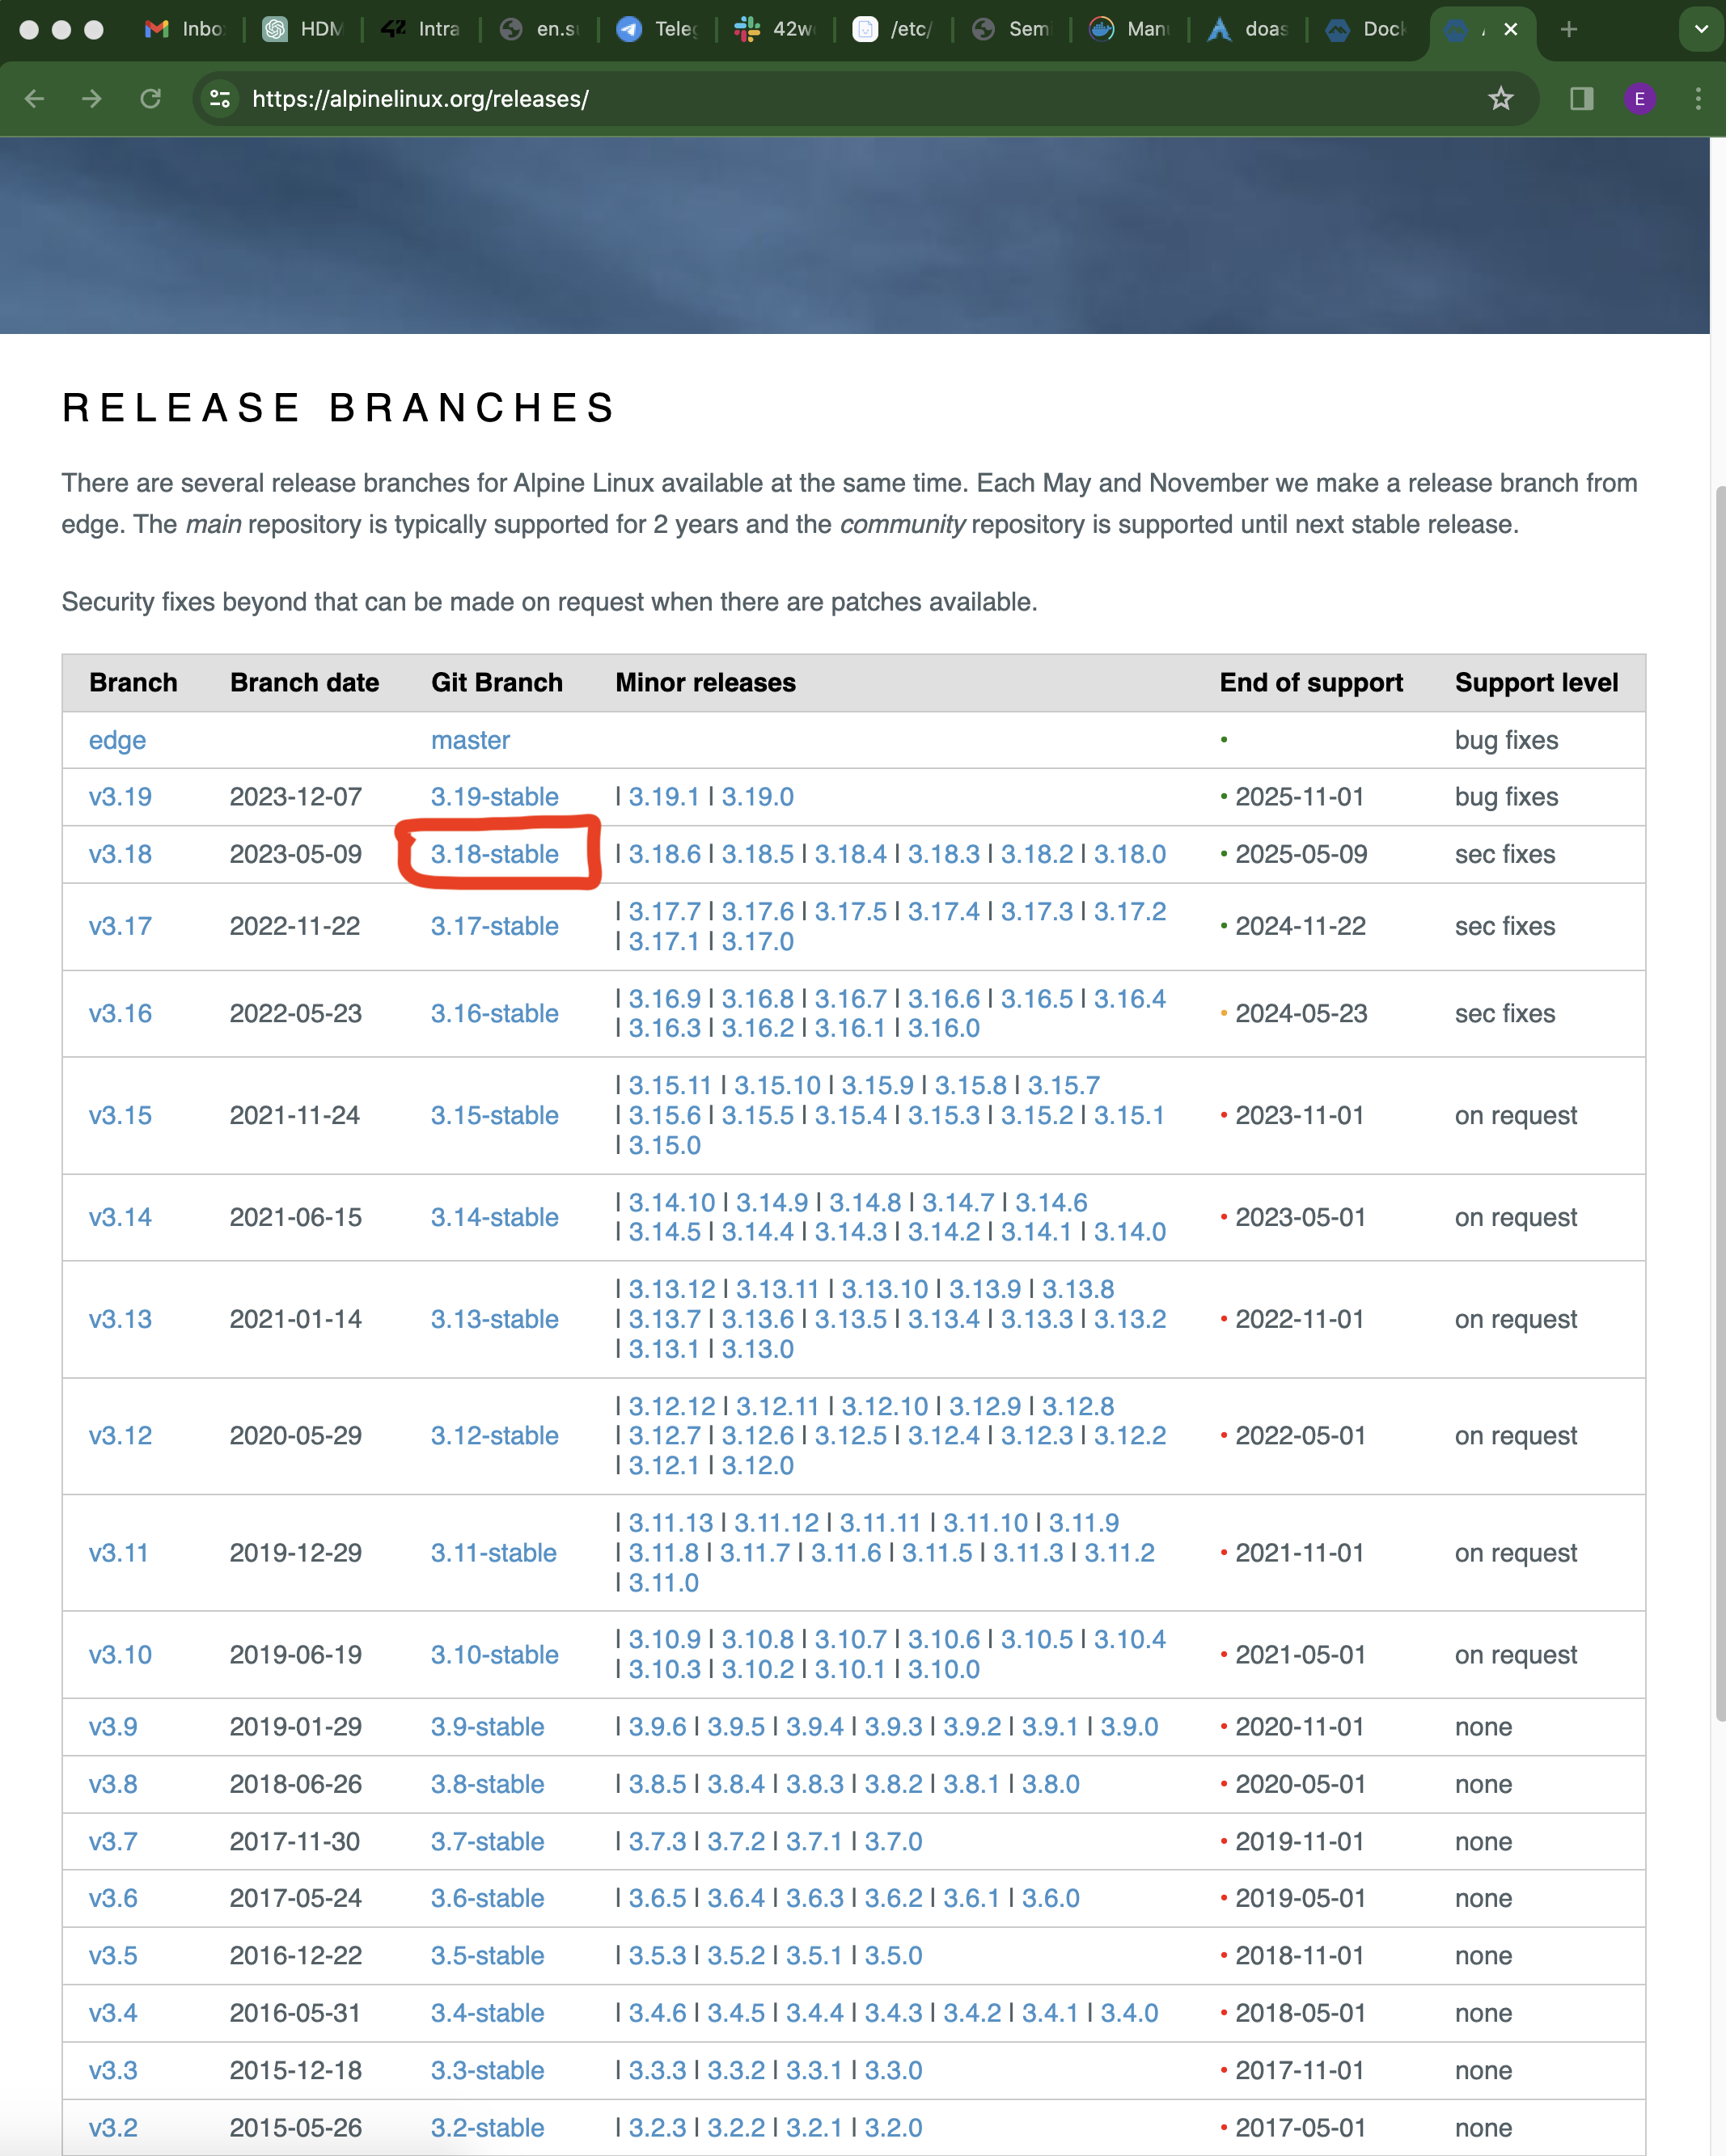 Inbo
HDM
42 Intra
en.su
Teleg
42w
/etc/
Sem
Manu
doas
Dock
https://alpinelinux.org/releases/
E
RELEASE BRANCHES
There are several release branches for Alpine Linux available at the same time. Each May and November we make a release branch from
edge. The main repository is typically supported for 2 years and the community repository is supported until next stable release.
Security fixes beyond that can be made on request when there are patches available.
Branch Branch date Git Branch Minor releases End of support Support level
edge master • bug fixes
v3.19 2023-12-07 3.19-stable | 3.19.1 | 3.19.0 • 2025-11-01 bug fixes
v3.18 2023-05-09 3.18-stable | 3.18.6 | 3.18.5 | 3.18.4 | 3.18.3 | 3.18.2 | 3.18.0 • 2025-05-09 sec fixes
v3.17 2022-11-22 3.17-stable | 3.17.7 | 3.17.6 | 3.17.5 | 3.17.4 | 3.17.3 | 3.17.2 • 2024-11-22 sec fixes
| 3.17.1 | 3.17.0
v3.16 2022-05-23 3.16-stable | 3.16.9 | 3.16.8 | 3.16.7 | 3.16.6 | 3.16.5 | 3.16.4 • 2024-05-23 sec fixes
| 3.16.3 | 3.16.2 | 3.16.1 | 3.16.0
| 3.15.11 | 3.15.10 | 3.15.9 | 3.15.8 | 3.15.7
v3.15 2021-11-24 3.15-stable | 3.15.6 | 3.15.5 | 3.15.4 | 3.15.3 | 3.15.2 | 3.15.1 • 2023-11-01 on request
| 3.15.0
v3.14 2021-06-15 3.14-stable | 3.14.10 | 3.14.9 | 3.14.8 | 3.14.7 | 3.14.6 • 2023-05-01 on request
| 3.14.5 | 3.14.4 | 3.14.3 | 3.14.2 | 3.14.1 | 3.14.0
| 3.13.12 | 3.13.11 | 3.13.10 | 3.13.9 | 3.13.8
v3.13 2021-01-14 3.13-stable | 3.13.7 | 3.13.6 | 3.13.5 | 3.13.4 | 3.13.3 | 3.13.2 • 2022-11-01 on request
| 3.13.1 | 3.13.0
| 3.12.12 | 3.12.11 | 3.12.10 | 3.12.9 | 3.12.8
v3.12 2020-05-29 3.12-stable | 3.12.7 | 3.12.6 | 3.12.5 | 3.12.4 | 3.12.3 | 3.12.2 • 2022-05-01 on request
| 3.12.1 | 3.12.0
| 3.11.13 | 3.11.12 | 3.11.11 | 3.11.10 | 3.11.9
v3.11 2019-12-29 3.11-stable | 3.11.8 | 3.11.7 | 3.11.6 | 3.11.5 | 3.11.3 | 3.11.2 • 2021-11-01 on request
| 3.11.0
v3.10 2019-06-19 3.10-stable | 3.10.9 | 3.10.8 | 3.10.7 | 3.10.6 | 3.10.5 | 3.10.4 • 2021-05-01 on request
| 3.10.3 | 3.10.2 | 3.10.1 | 3.10.0
v3.9 2019-01-29 3.9-stable | 3.9.6 | 3.9.5 | 3.9.4 | 3.9.3 | 3.9.2 | 3.9.1 | 3.9.0 • 2020-11-01 none
v3.8 2018-06-26 3.8-stable | 3.8.5 | 3.8.4 | 3.8.3 | 3.8.2 | 3.8.1 | 3.8.0 • 2020-05-01 none
v3.7 2017-11-30 3.7-stable | 3.7.3 | 3.7.2 | 3.7.1 | 3.7.0 • 2019-11-01 none
v3.6 2017-05-24 3.6-stable | 3.6.5 | 3.6.4 | 3.6.3 | 3.6.2 | 3.6.1 | 3.6.0 • 2019-05-01 none
v3.5 2016-12-22 3.5-stable | 3.5.3 | 3.5.2 | 3.5.1 | 3.5.0 • 2018-11-01 none
v3.4 2016-05-31 3.4-stable | 3.4.6 | 3.4.5 | 3.4.4 | 3.4.3 | 3.4.2 | 3.4.1 | 3.4.0 • 2018-05-01 none
v3.3 2015-12-18 3.3-stable | 3.3.3 | 3.3.2 | 3.3.1 | 3.3.0 • 2017-11-01 none
v3.2 2015-05-26 3.2-stable | 3.2.3 | 3.2.2 | 3.2.1 | 3.2.0 • 2017-05-01 none